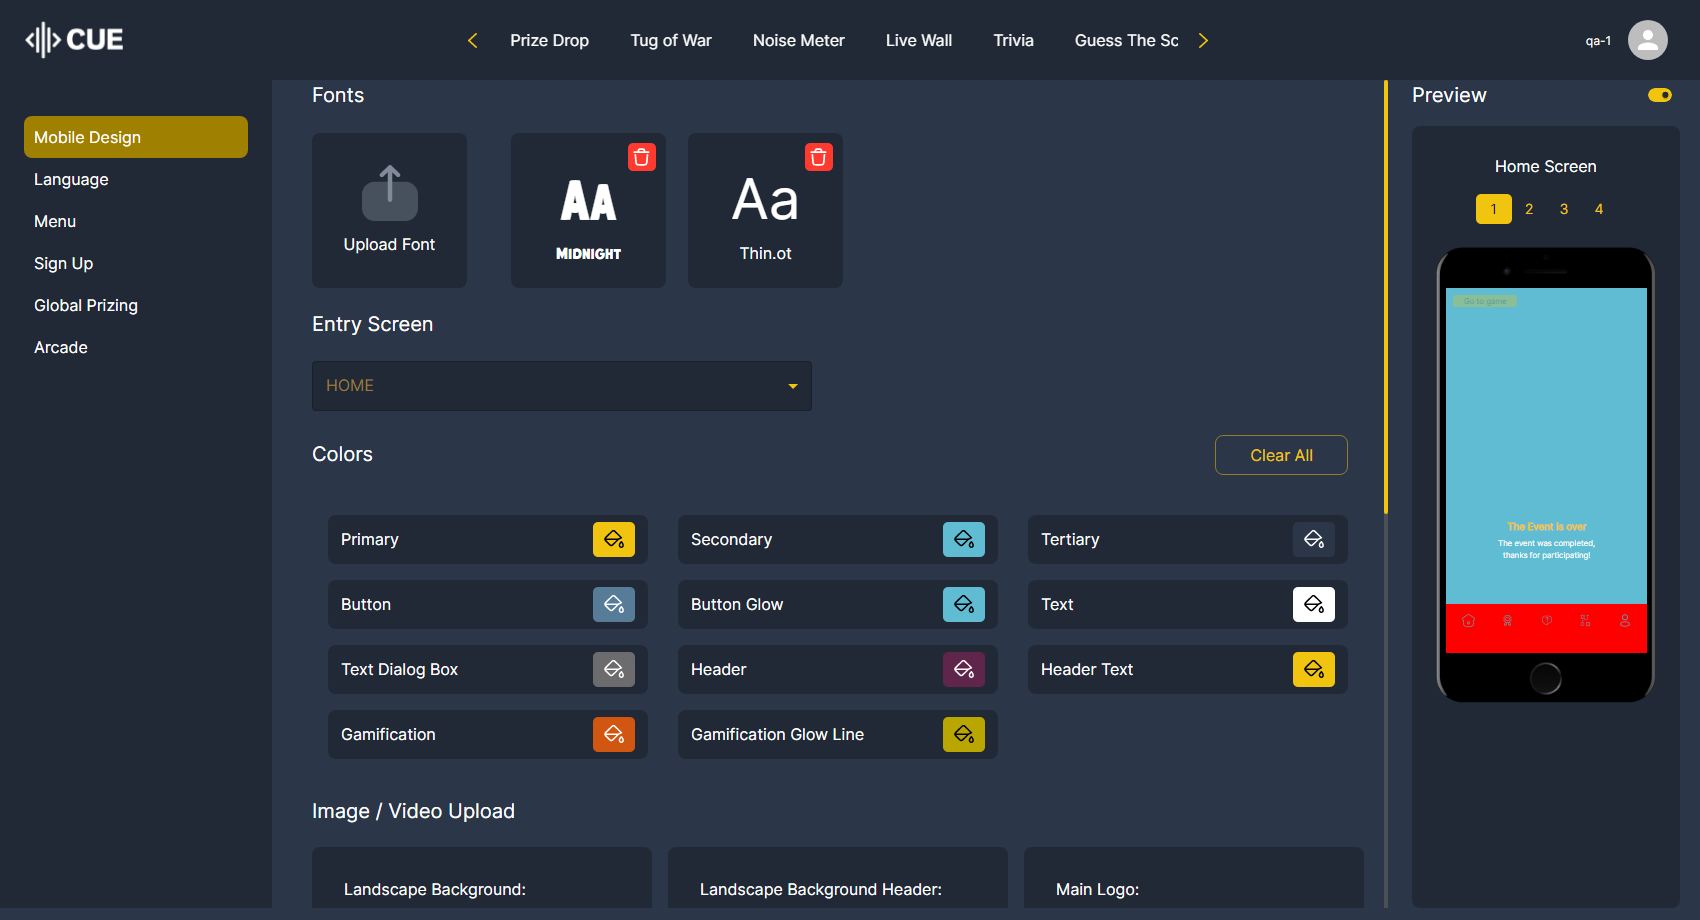 CUE
Prize Drop
Tug of War
Noise Meter
Live Wall
Trivia
Guess The Sc
qa-1
Mobile Design
Language
Menu
Sign Up
Global Prizing
Arcade
Fonts
Upload Font
AA
MIDNIGHT
Aa
Thin.ot
Entry Screen
HOME
Colors
Clear All
Primary
Secondary
Tertiary
Button
Button Glow
Text
Text Dialog Box
Header
Header Text
Gamification
Gamification Glow Line
Image / Video Upload
Landscape Background:
Landscape Background Header:
Main Logo:
Preview
Home Screen
1 2 3 4
Go to game
The Event is over
The event was completed,
thanks for participating!